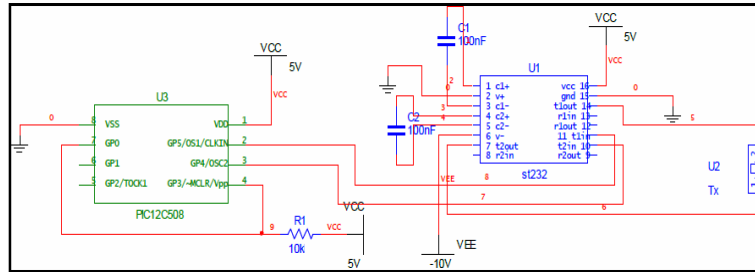 C1
100nF
VCC
5V
VCC
2
0
3
4
C2
100nF
U1
1 c1+ vcc 16
2 v+ gnd 15
3 c1- t1out 14
4 c2+ r1in 13
5 c2- r1out 12
6 v- t1in 11
7 t2out t2in 10
8 r2in r2out 9
st232
VCC
5V
VCC
0
5
U3
0
8 VSS VDD 1
7 GP0 GP5/OS1/CLKIN 2
6 GP1 GP4/OSC2 3
5 GP2/TOCK1 GP3/~MCLR/Vpp 4
PIC12C508
VEE
8
7
6
U2
Tx
9
R1
10k
VCC
VCC
5V
VEE
-10V